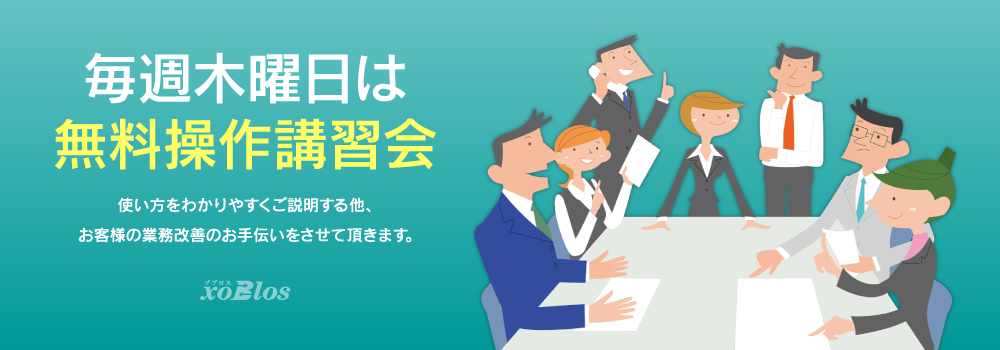 毎週木曜日は
無料操作講習会
使い方をわかりやすくご説明する他、
お客様の業務改善のお手伝いをさせて頂きます。
ゾブロス
xoBlos